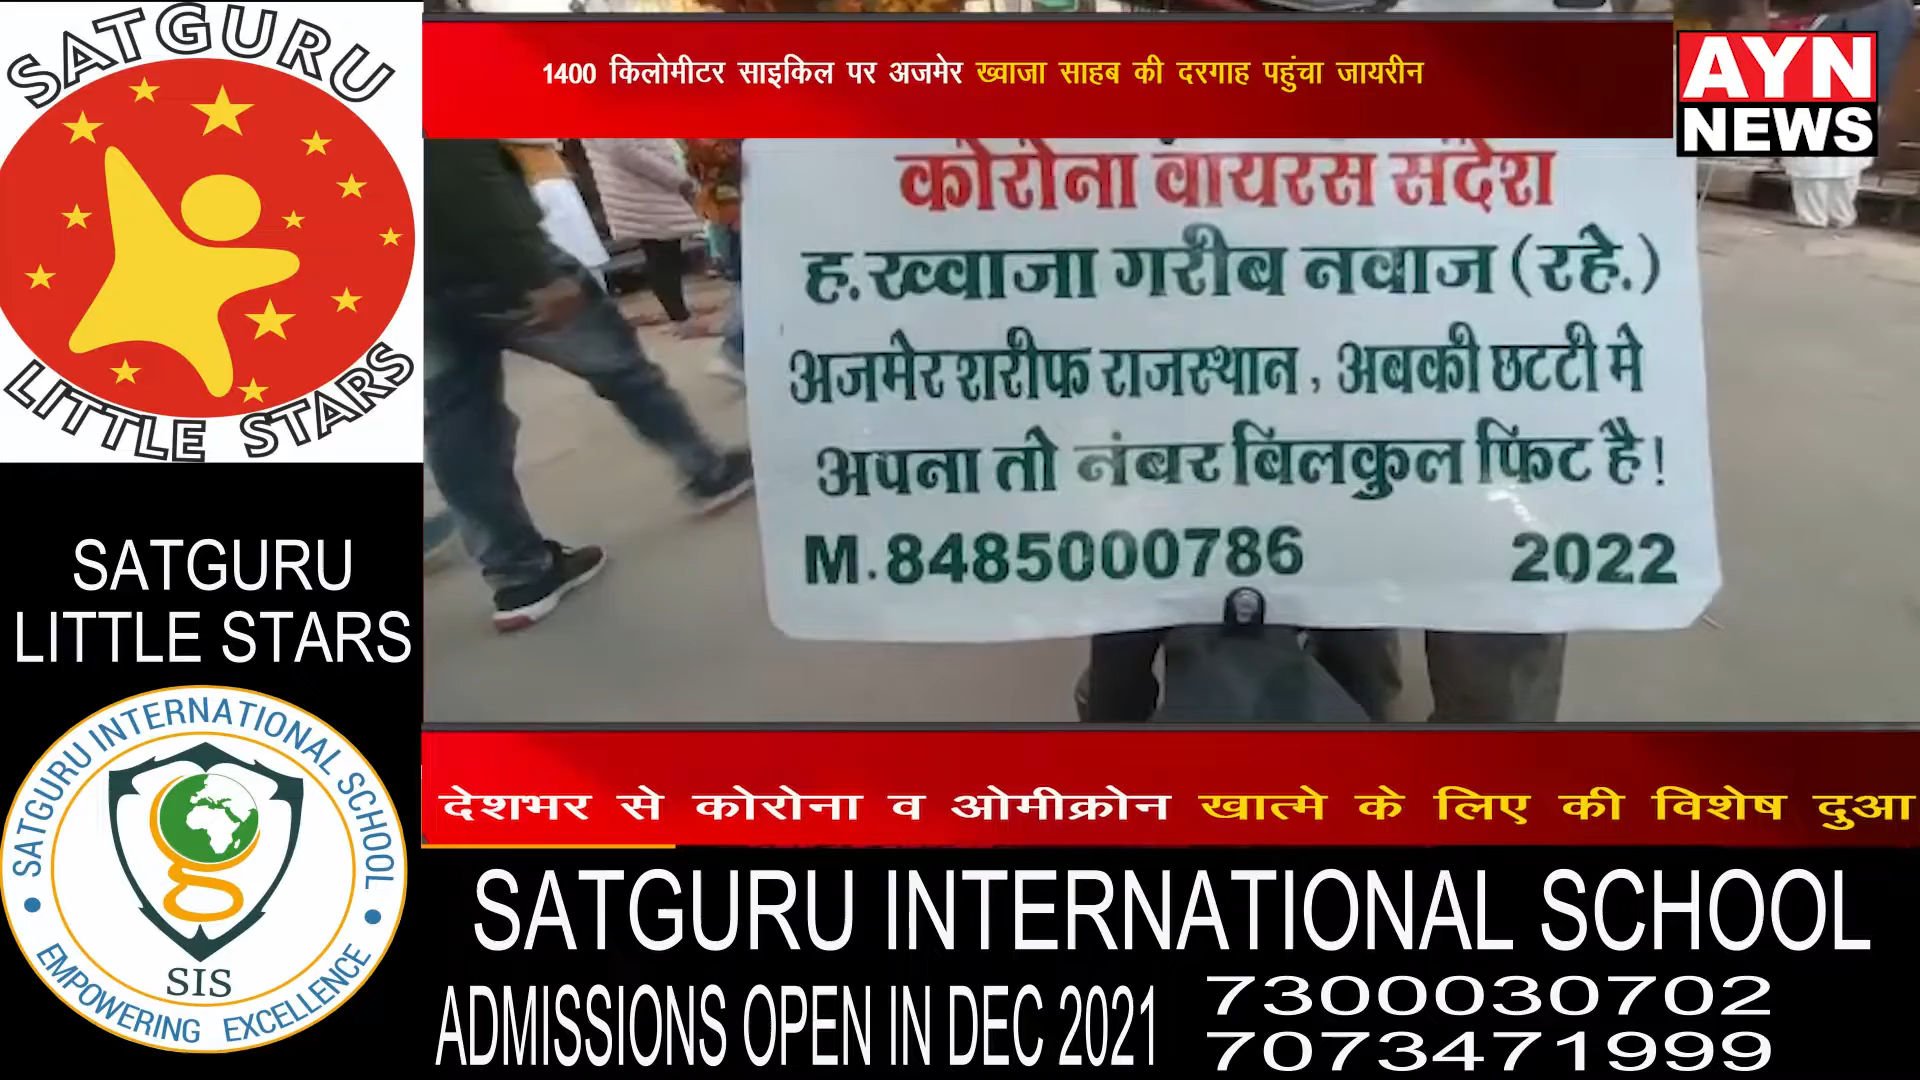 SATGURU
LITTLE STARS
SATGURU
LITTLE STARS
SATGURU INTERNATIONAL SCHOOL
SIS
EMPOWERING EXCELLENCE
1400 किलोमीटर साइकिल पर अजमेर ख्वाजा साहब की दरगाह पहुंचा जायरीन
AYN
NEWS
कोरोना वायरस संदेश
ह.ख्वाजा गरीब नवाज (रहे.)
अजमेर शरीफ राजस्थान, अबकी छटटी मे
अपना तो नंबर बिलकुल फिट है!
M.8485000786 2022
देशभर से कोरोना व ओमीक्रोन खात्मे के लिए की विशेष दुआ
SATGURU INTERNATIONAL SCHOOL
ADMISSIONS OPEN IN DEC 2021
7300030702
7073471999